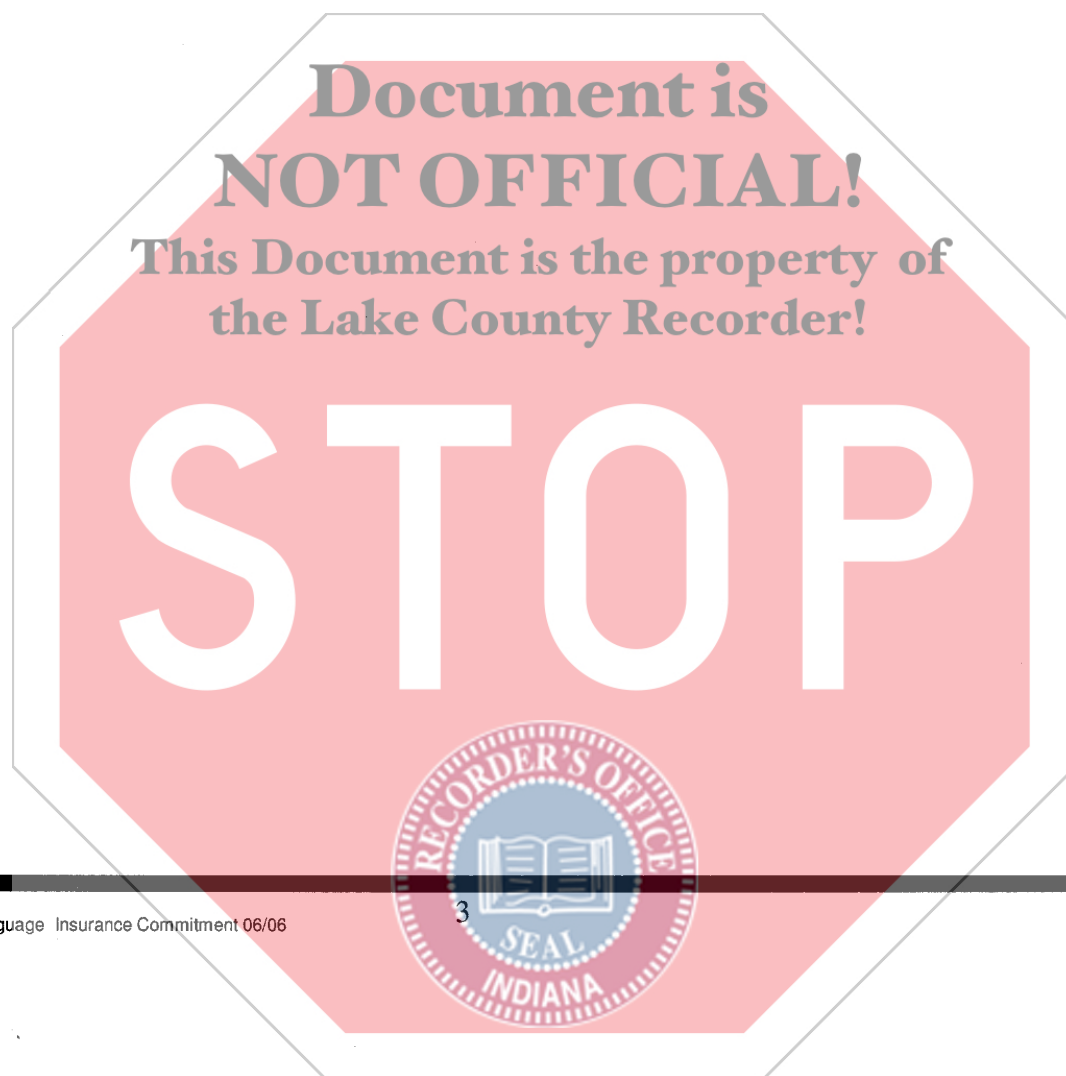 Document is
NOT OFFICIAL!
This Document is the property of
the Lake County Recorder!
STOP
RECORDER'S OFFICE
guage Insurance Commitment 06/06
3
SEAL
INDIANA